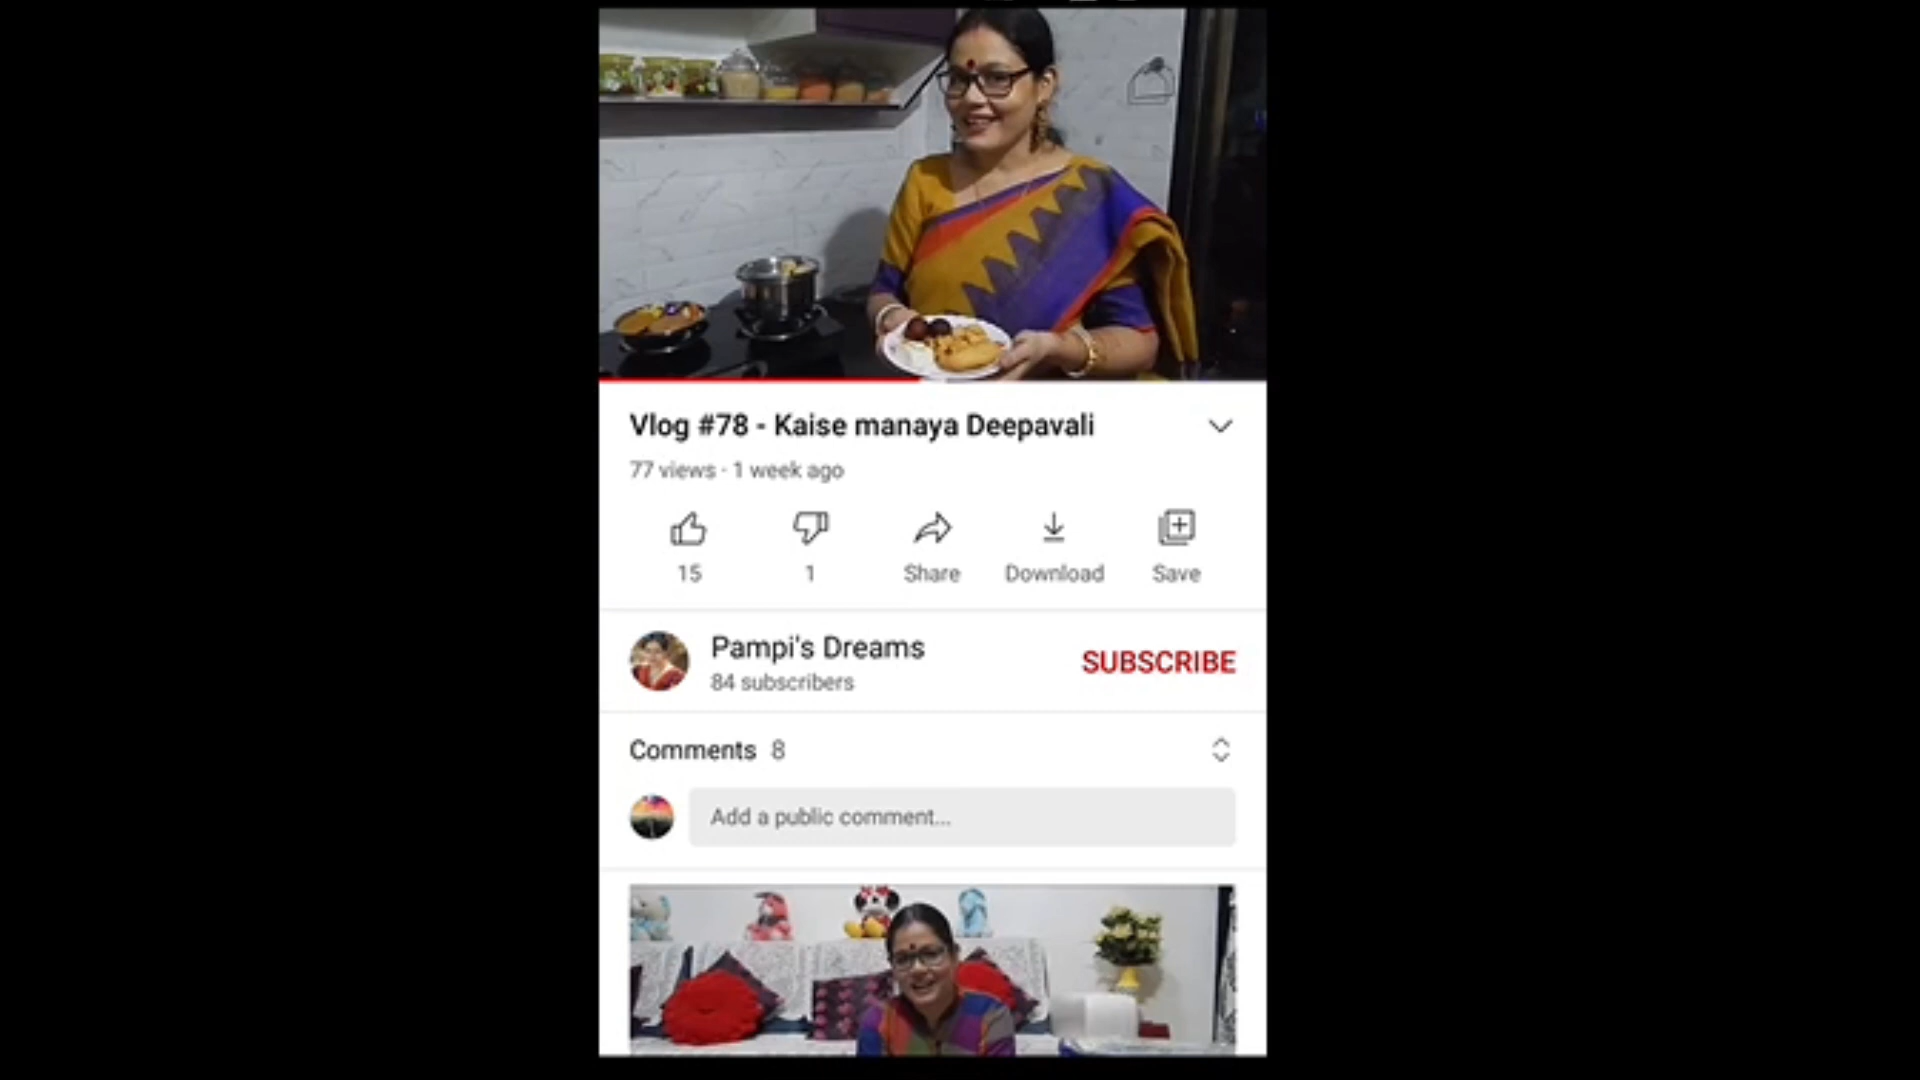 Vlog #78 - Kaise manaya Deepavali
77 views · 1 week ago
15
1
Share
Download
Save
Pampi's Dreams
84 subscribers
SUBSCRIBE
Comments 8
Add a public comment...